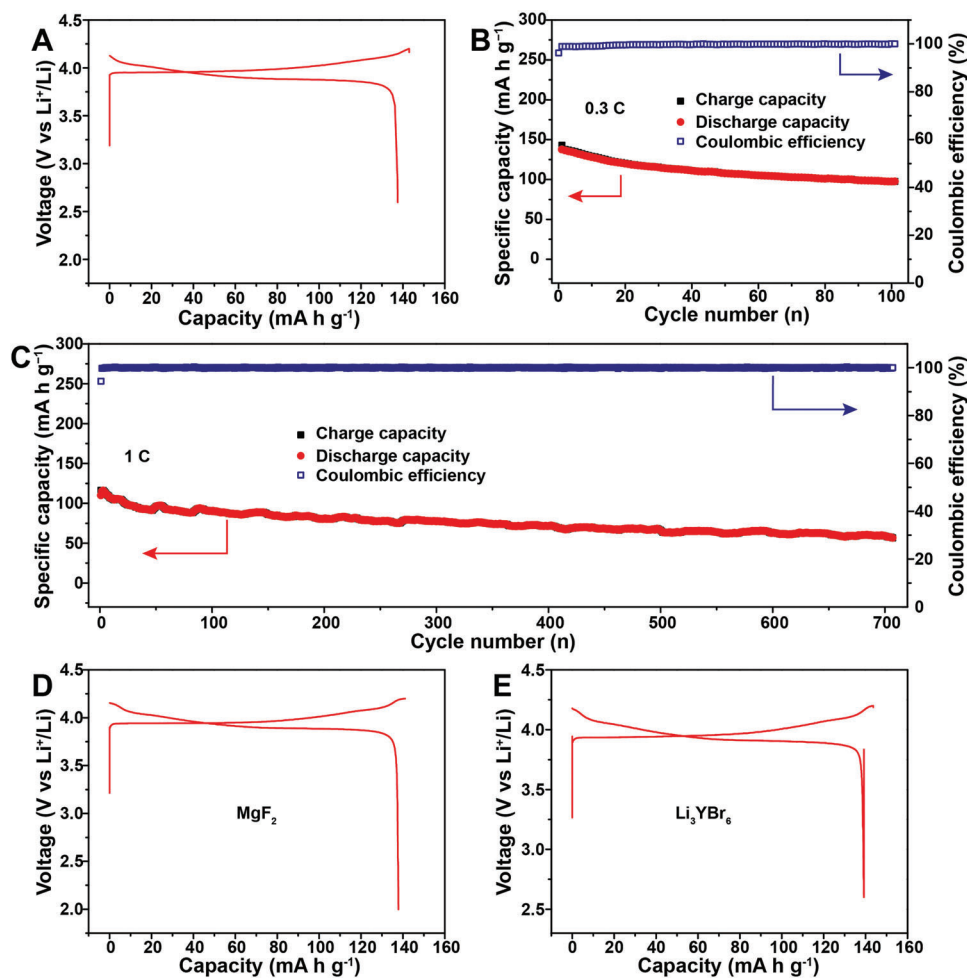 A
4.5
4.0
3.5
3.0
2.5
2.0
Voltage (V vs Li⁺/Li)
0 20 40 60 80 100 120 140 160
Capacity (mA h g⁻¹)
B
300
250
200
150
100
75
50
25
0
Specific capacity (mA h g⁻¹)
0.3 C
Charge capacity
Discharge capacity
Coulombic efficiency
100
80
60
40
20
0
Coulombic efficiency (%)
0 20 40 60 80 100
Cycle number (n)
C
300
250
200
150
125
100
75
50
25
0
Specific capacity (mA h g⁻¹)
1 C
Charge capacity
Discharge capacity
Coulombic efficiency
100
80
60
40
20
0
Coulombic efficiency (%)
0 100 200 300 400 500 600 700
Cycle number (n)
D
4.5
4.0
3.5
3.0
2.5
2.0
Voltage (V vs Li⁺/Li)
MgF₂
0 20 40 60 80 100 120 140 160
Capacity (mA h g⁻¹)
E
4.5
4.0
3.5
3.0
2.5
Voltage (V vs Li⁺/Li)
Li₃YBr₆
0 20 40 60 80 100 120 140 160
Capacity (mA h g⁻¹)